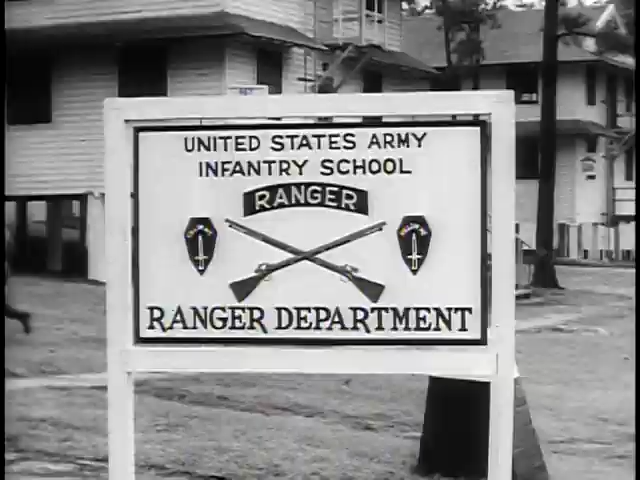 UNITED STATES ARMY
INFANTRY SCHOOL
RANGER
RANGER DEPARTMENT